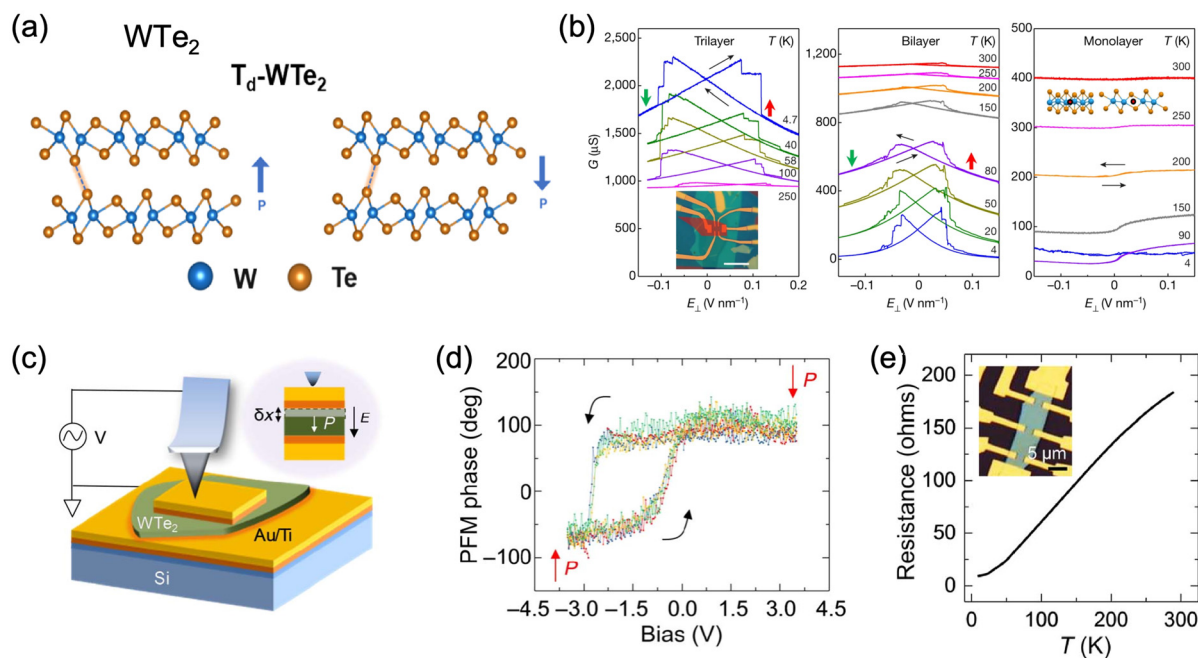 (a)
WTe₂
T_d-WTe₂
P
P
W
Te
(b)
Trilayer T (K)
Bilayer T (K)
Monolayer T (K)
G (μS)
2,500
2,000
1,500
1,000
500
0
4.7
40
58
100
250
−0.1 0 0.1 0.2
E⊥ (V nm⁻¹)
1,200
800
400
0
300
250
200
150
80
50
20
4
−0.1 0 0.1
E⊥ (V nm⁻¹)
500
400
300
200
100
0
300
250
200
150
90
4
−0.1 0 0.1
E⊥ (V nm⁻¹)
(c)
V
δx
P
E
WTe₂
Au/Ti
Si
(d)
PFM phase (deg)
200
100
0
−100
P
P
−4.5 −3.0 −1.5 0.0 1.5 3.0 4.5
Bias (V)
(e)
Resistance (ohms)
200
150
100
50
0
5 μm
0 100 200 300
T (K)